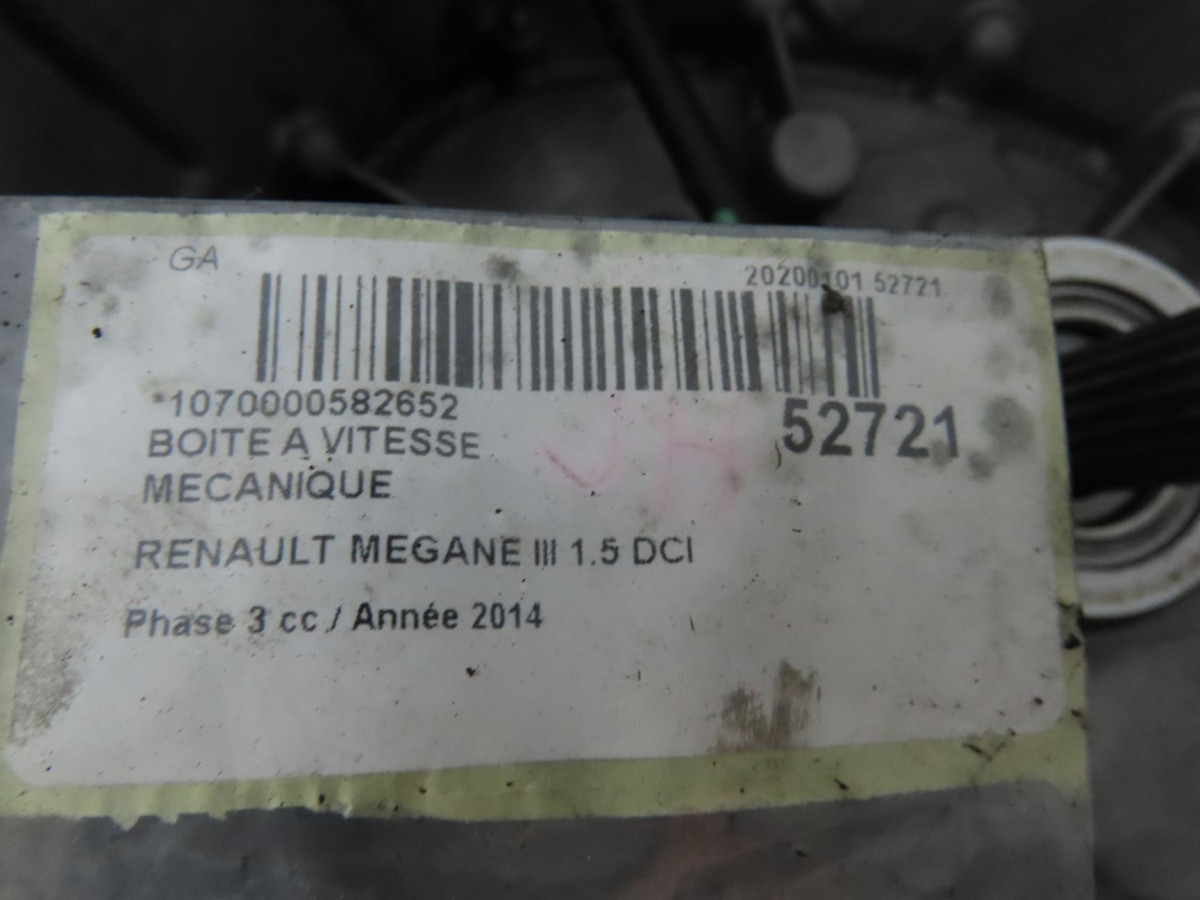 GA
20200101 52721
*1070000582652
52721
BOITE A VITESSE
MECANIQUE
RENAULT MEGANE III 1.5 DCI
Phase 3 cc / Année 2014